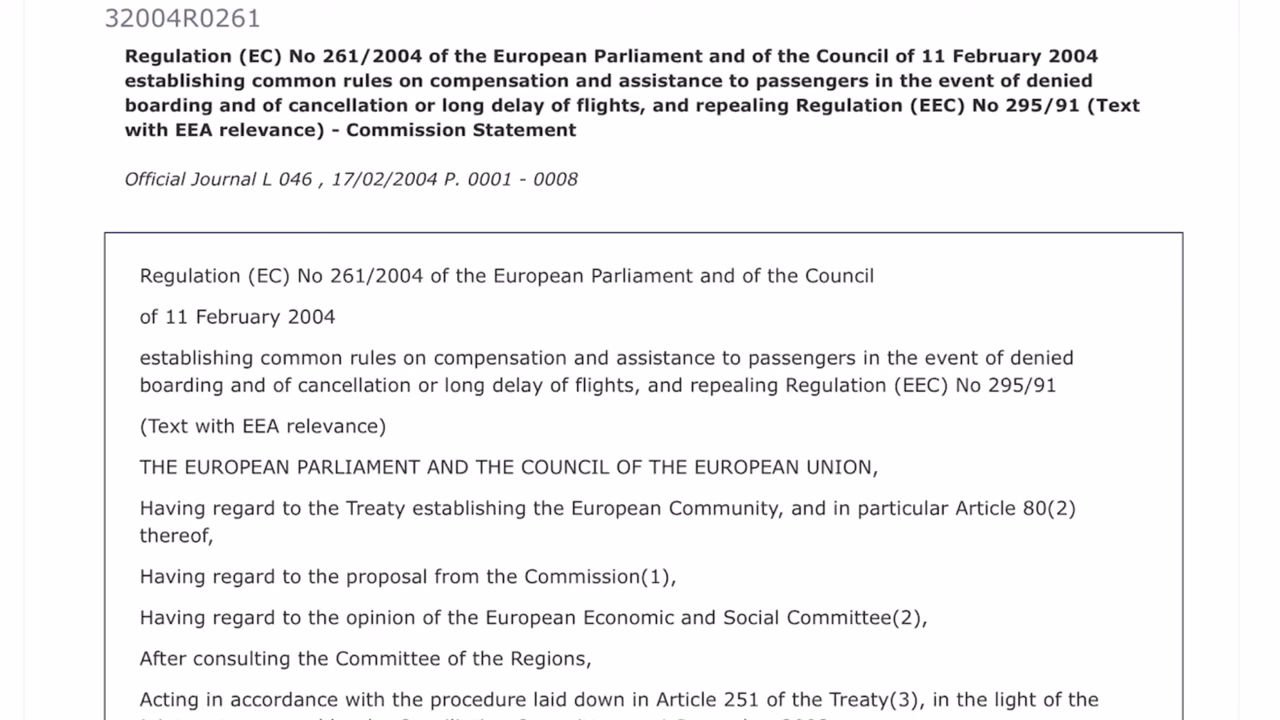 32004R0261
Regulation (EC) No 261/2004 of the European Parliament and of the Council of 11 February 2004
establishing common rules on compensation and assistance to passengers in the event of denied
boarding and of cancellation or long delay of flights, and repealing Regulation (EEC) No 295/91 (Text
with EEA relevance) - Commission Statement
Official Journal L 046 , 17/02/2004 P. 0001 - 0008
Regulation (EC) No 261/2004 of the European Parliament and of the Council
of 11 February 2004
establishing common rules on compensation and assistance to passengers in the event of denied
boarding and of cancellation or long delay of flights, and repealing Regulation (EEC) No 295/91
(Text with EEA relevance)
THE EUROPEAN PARLIAMENT AND THE COUNCIL OF THE EUROPEAN UNION,
Having regard to the Treaty establishing the European Community, and in particular Article 80(2)
thereof,
Having regard to the proposal from the Commission(1),
Having regard to the opinion of the European Economic and Social Committee(2),
After consulting the Committee of the Regions,
Acting in accordance with the procedure laid down in Article 251 of the Treaty(3), in the light of the